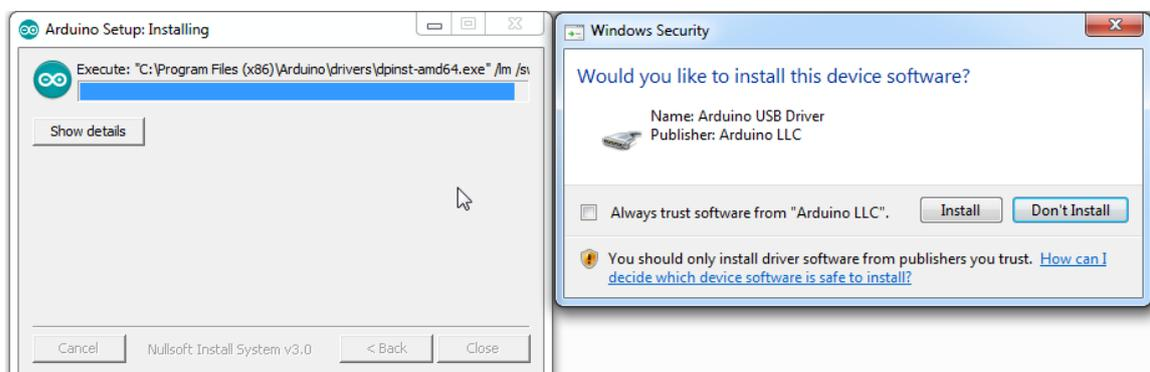 Arduino Setup: Installing
Execute: "C:\Program Files (x86)\Arduino\drivers\dpinst-amd64.exe" /lm /sw
Show details
Cancel
Nullsoft Install System v3.0
< Back
Close
Windows Security
Would you like to install this device software?
Name: Arduino USB Driver
Publisher: Arduino LLC
Always trust software from "Arduino LLC".
Install
Don't Install
You should only install driver software from publishers you trust. How can I
decide which device software is safe to install?